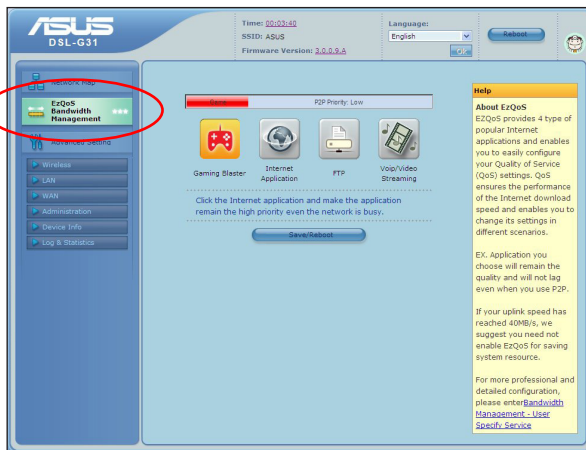 ASUS
DSL-G31
Time: 00:03:40
SSID: ASUS
Firmware Version: 3.0.0.9.A
Language:
English
Reboot
Network Map
EzQoS
Bandwidth
Management
Advanced Setting
Wireless
LAN
WAN
Administration
Device Info
Log & Statistics
P2P Priority: Low
Gaming Blaster
Internet
Application
FTP
Voip/Video
Streaming
Click the Internet application and make the application
remain the high priority even the network is busy.
Save/Reboot
Help
About EzQoS
EZQoS provides 4 type of
popular Internet
applications and enables
you to easily configure
your Quality of Service
(QoS) settings. QoS
ensures the performance
of the Internet download
speed and enables you to
change its settings in
different scenarios.
EX. Application you
choose will remain the
quality and will not lag
even when you use P2P.
If your uplink speed has
reached 40MB/s, we
suggest you need not
enable EzQoS for saving
system resource.
For more professional and
detailed configuration,
please enterBandwidth
Management - User
Specify Service